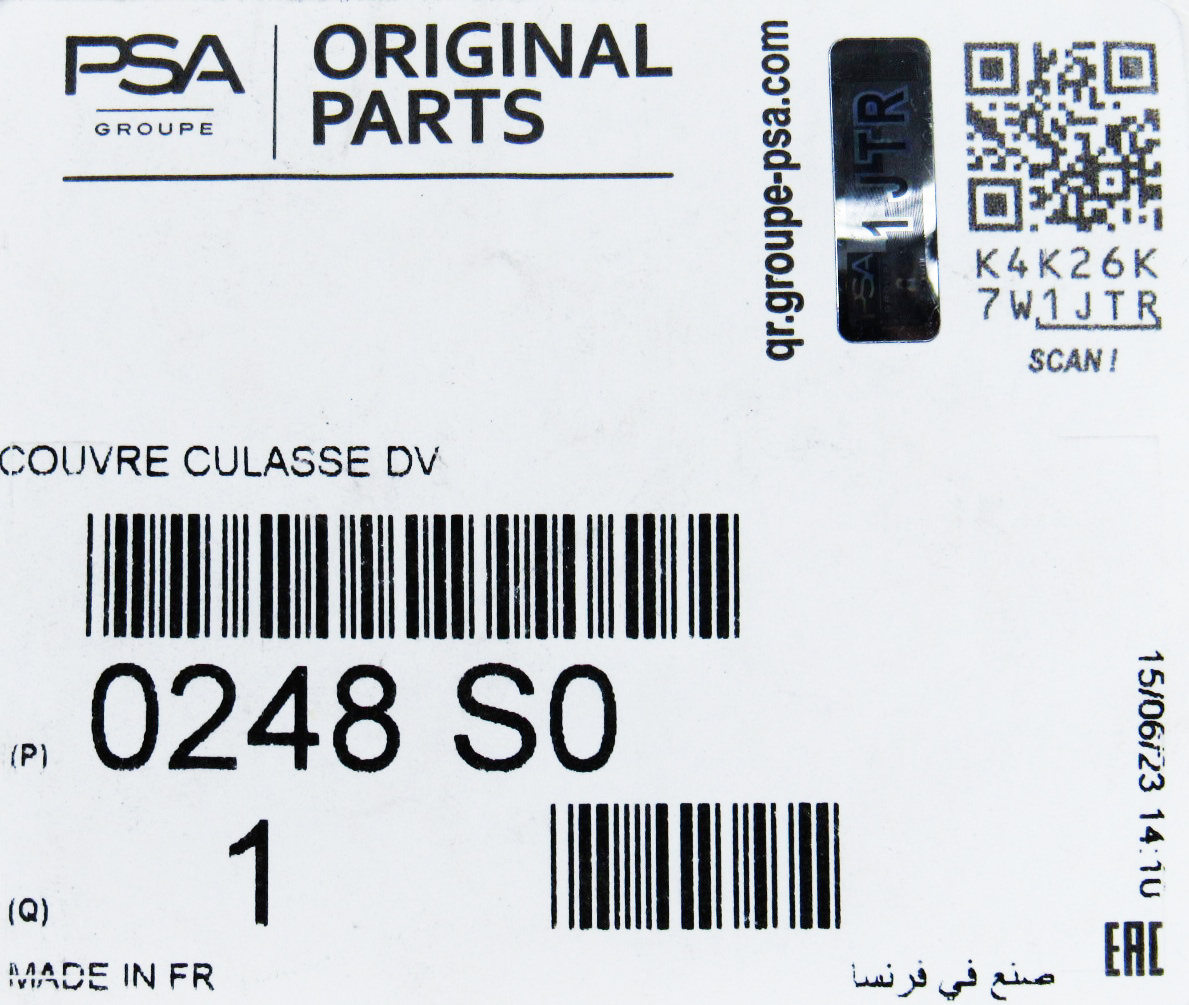 PSA
GROUPE
ORIGINAL
PARTS
qr.groupe-psa.com
PSA
1JTR
K4K26K
7W1JTR
SCAN!
COUVRE CULASSE DV
(P) 0248 S0
(Q) 1
15/06/23 14:10
MADE IN FR
صنع في فرنسا
EAC